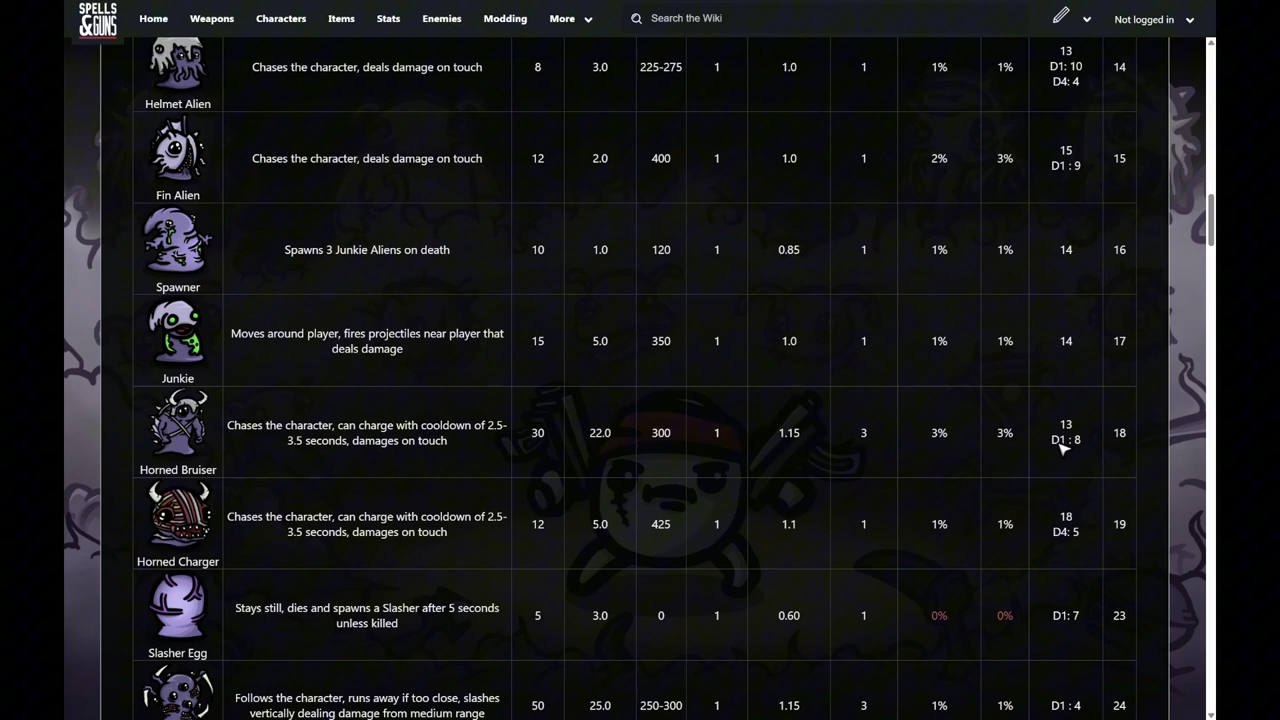 SPELLS
&GUNS
Home Weapons Characters Items Stats Enemies Modding More Search the Wiki Not logged in
Chases the character, deals damage on touch 8 3.0 225-275 1 1.0 1 1% 1% 13 D1: 10 D4: 4 14
Helmet Alien
Chases the character, deals damage on touch 12 2.0 400 1 1.0 1 2% 3% 15 D1 : 9 15
Fin Alien
Spawns 3 Junkie Aliens on death 10 1.0 120 1 0.85 1 1% 1% 14 16
Spawner
Moves around player, fires projectiles near player that
deals damage 15 5.0 350 1 1.0 1 1% 1% 14 17
Junkie
Chases the character, can charge with cooldown of 2.5-
3.5 seconds, damages on touch 30 22.0 300 1 1.15 3 3% 3% 13 D1 : 8 18
Horned Bruiser
Chases the character, can charge with cooldown of 2.5-
3.5 seconds, damages on touch 12 5.0 425 1 1.1 1 1% 1% 18 D4: 5 19
Horned Charger
Stays still, dies and spawns a Slasher after 5 seconds
unless killed 5 3.0 0 1 0.60 1 0% 0% D1: 7 23
Slasher Egg
Follows the character, runs away if too close, slashes
vertically dealing damage from medium range 50 25.0 250-300 1 1.15 3 1% 1% D1 : 4 24